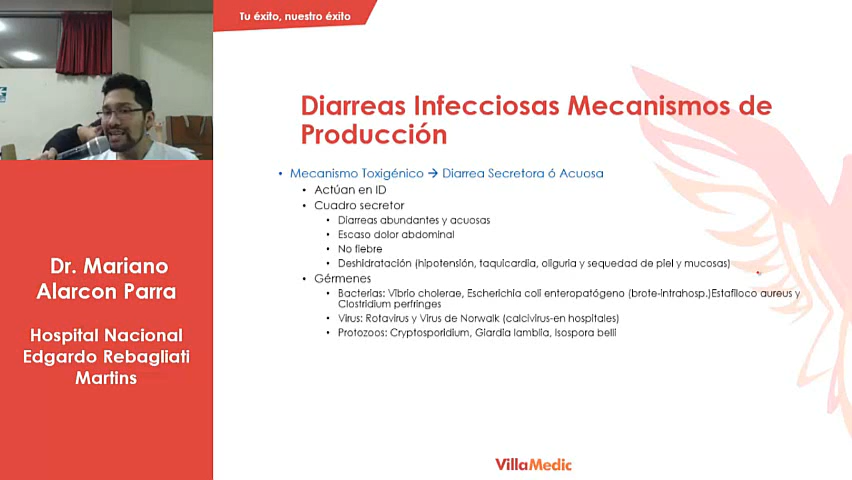 Tu éxito, nuestro éxito
Diarreas Infecciosas Mecanismos de
Producción
• Mecanismo Toxigénico → Diarrea Secretora ó Acuosa
• Actúan en ID
• Cuadro secretor
• Diarreas abundantes y acuosas
• Escaso dolor abdominal
• No fiebre
• Deshidratación (hipotensión, taquicardia, oliguria y sequedad de piel y mucosas)
• Gérmenes
• Bacterias: Vibrio cholerae, Escherichia coli enteropatógeno (brote-intrahosp.)Estafiloco aureus y
Clostridium perfringes
• Virus: Rotavirus y Virus de Norwalk (calcivirus-en hospitales)
• Protozoos: Cryptosporidium, Giardia lamblia, Isospora belli
Dr. Mariano
Alarcon Parra
Hospital Nacional
Edgardo Rebagliati
Martins
VillaMedic